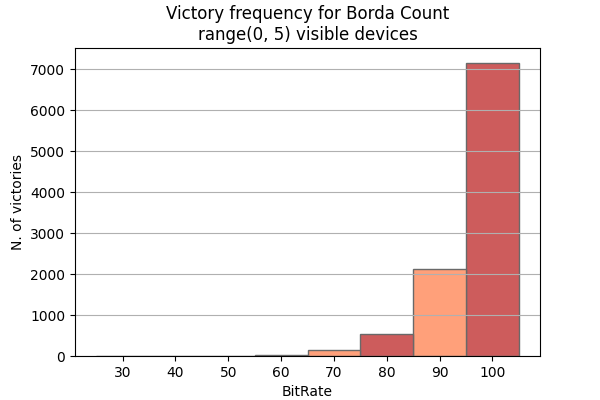 Victory frequency for Borda Count
range(0, 5) visible devices
N. of victories
7000
6000
5000
4000
3000
2000
1000
0
30 40 50 60 70 80 90 100
BitRate